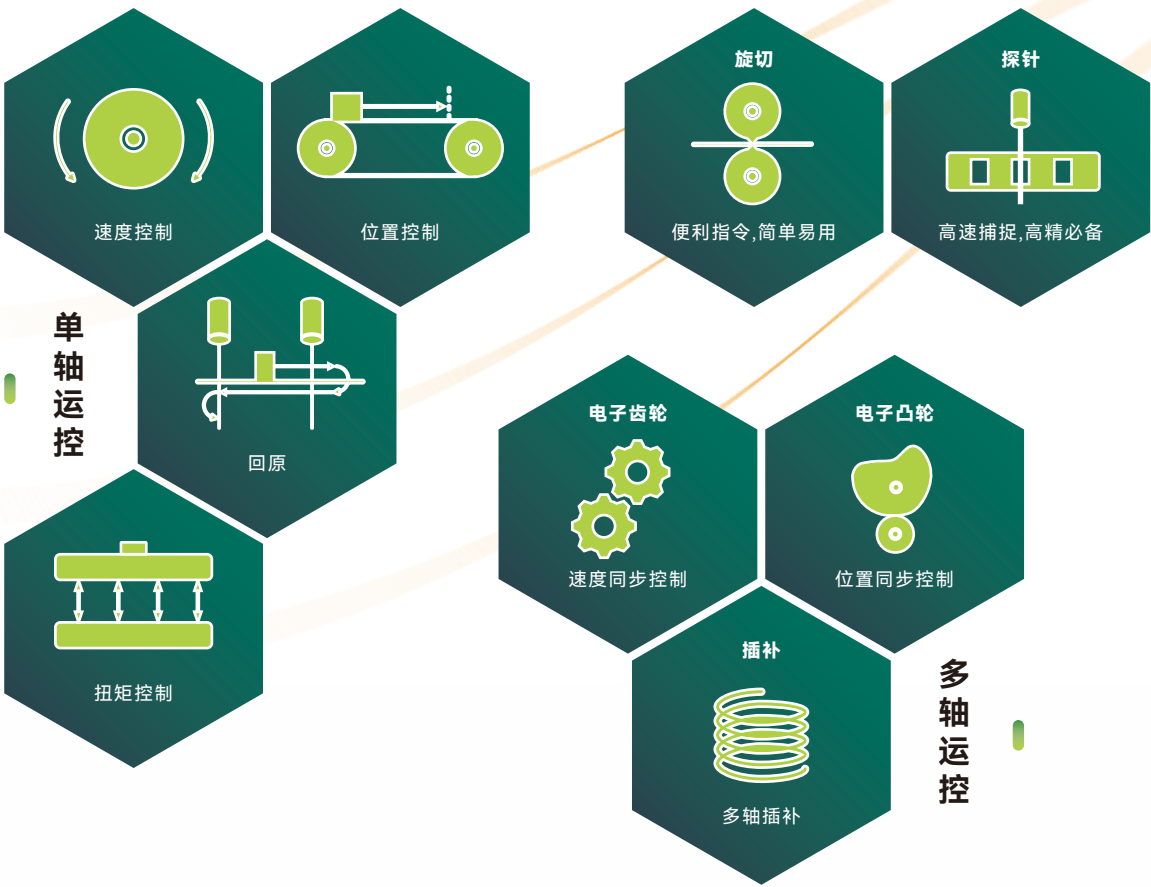 速度控制
位置控制
单轴运控
回原
扭矩控制
旋切
便利指令,简单易用
探针
高速捕捉,高精必备
电子齿轮
速度同步控制
电子凸轮
位置同步控制
插补
多轴插补
多轴运控